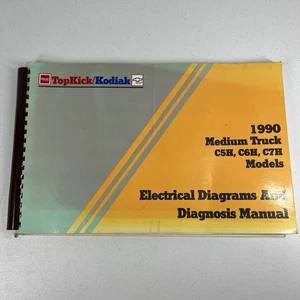 TopKick/Kodiak
1990
Medium Truck
C5H, C6H, C7H
Models
Electrical Diagrams And
Diagnosis Manual